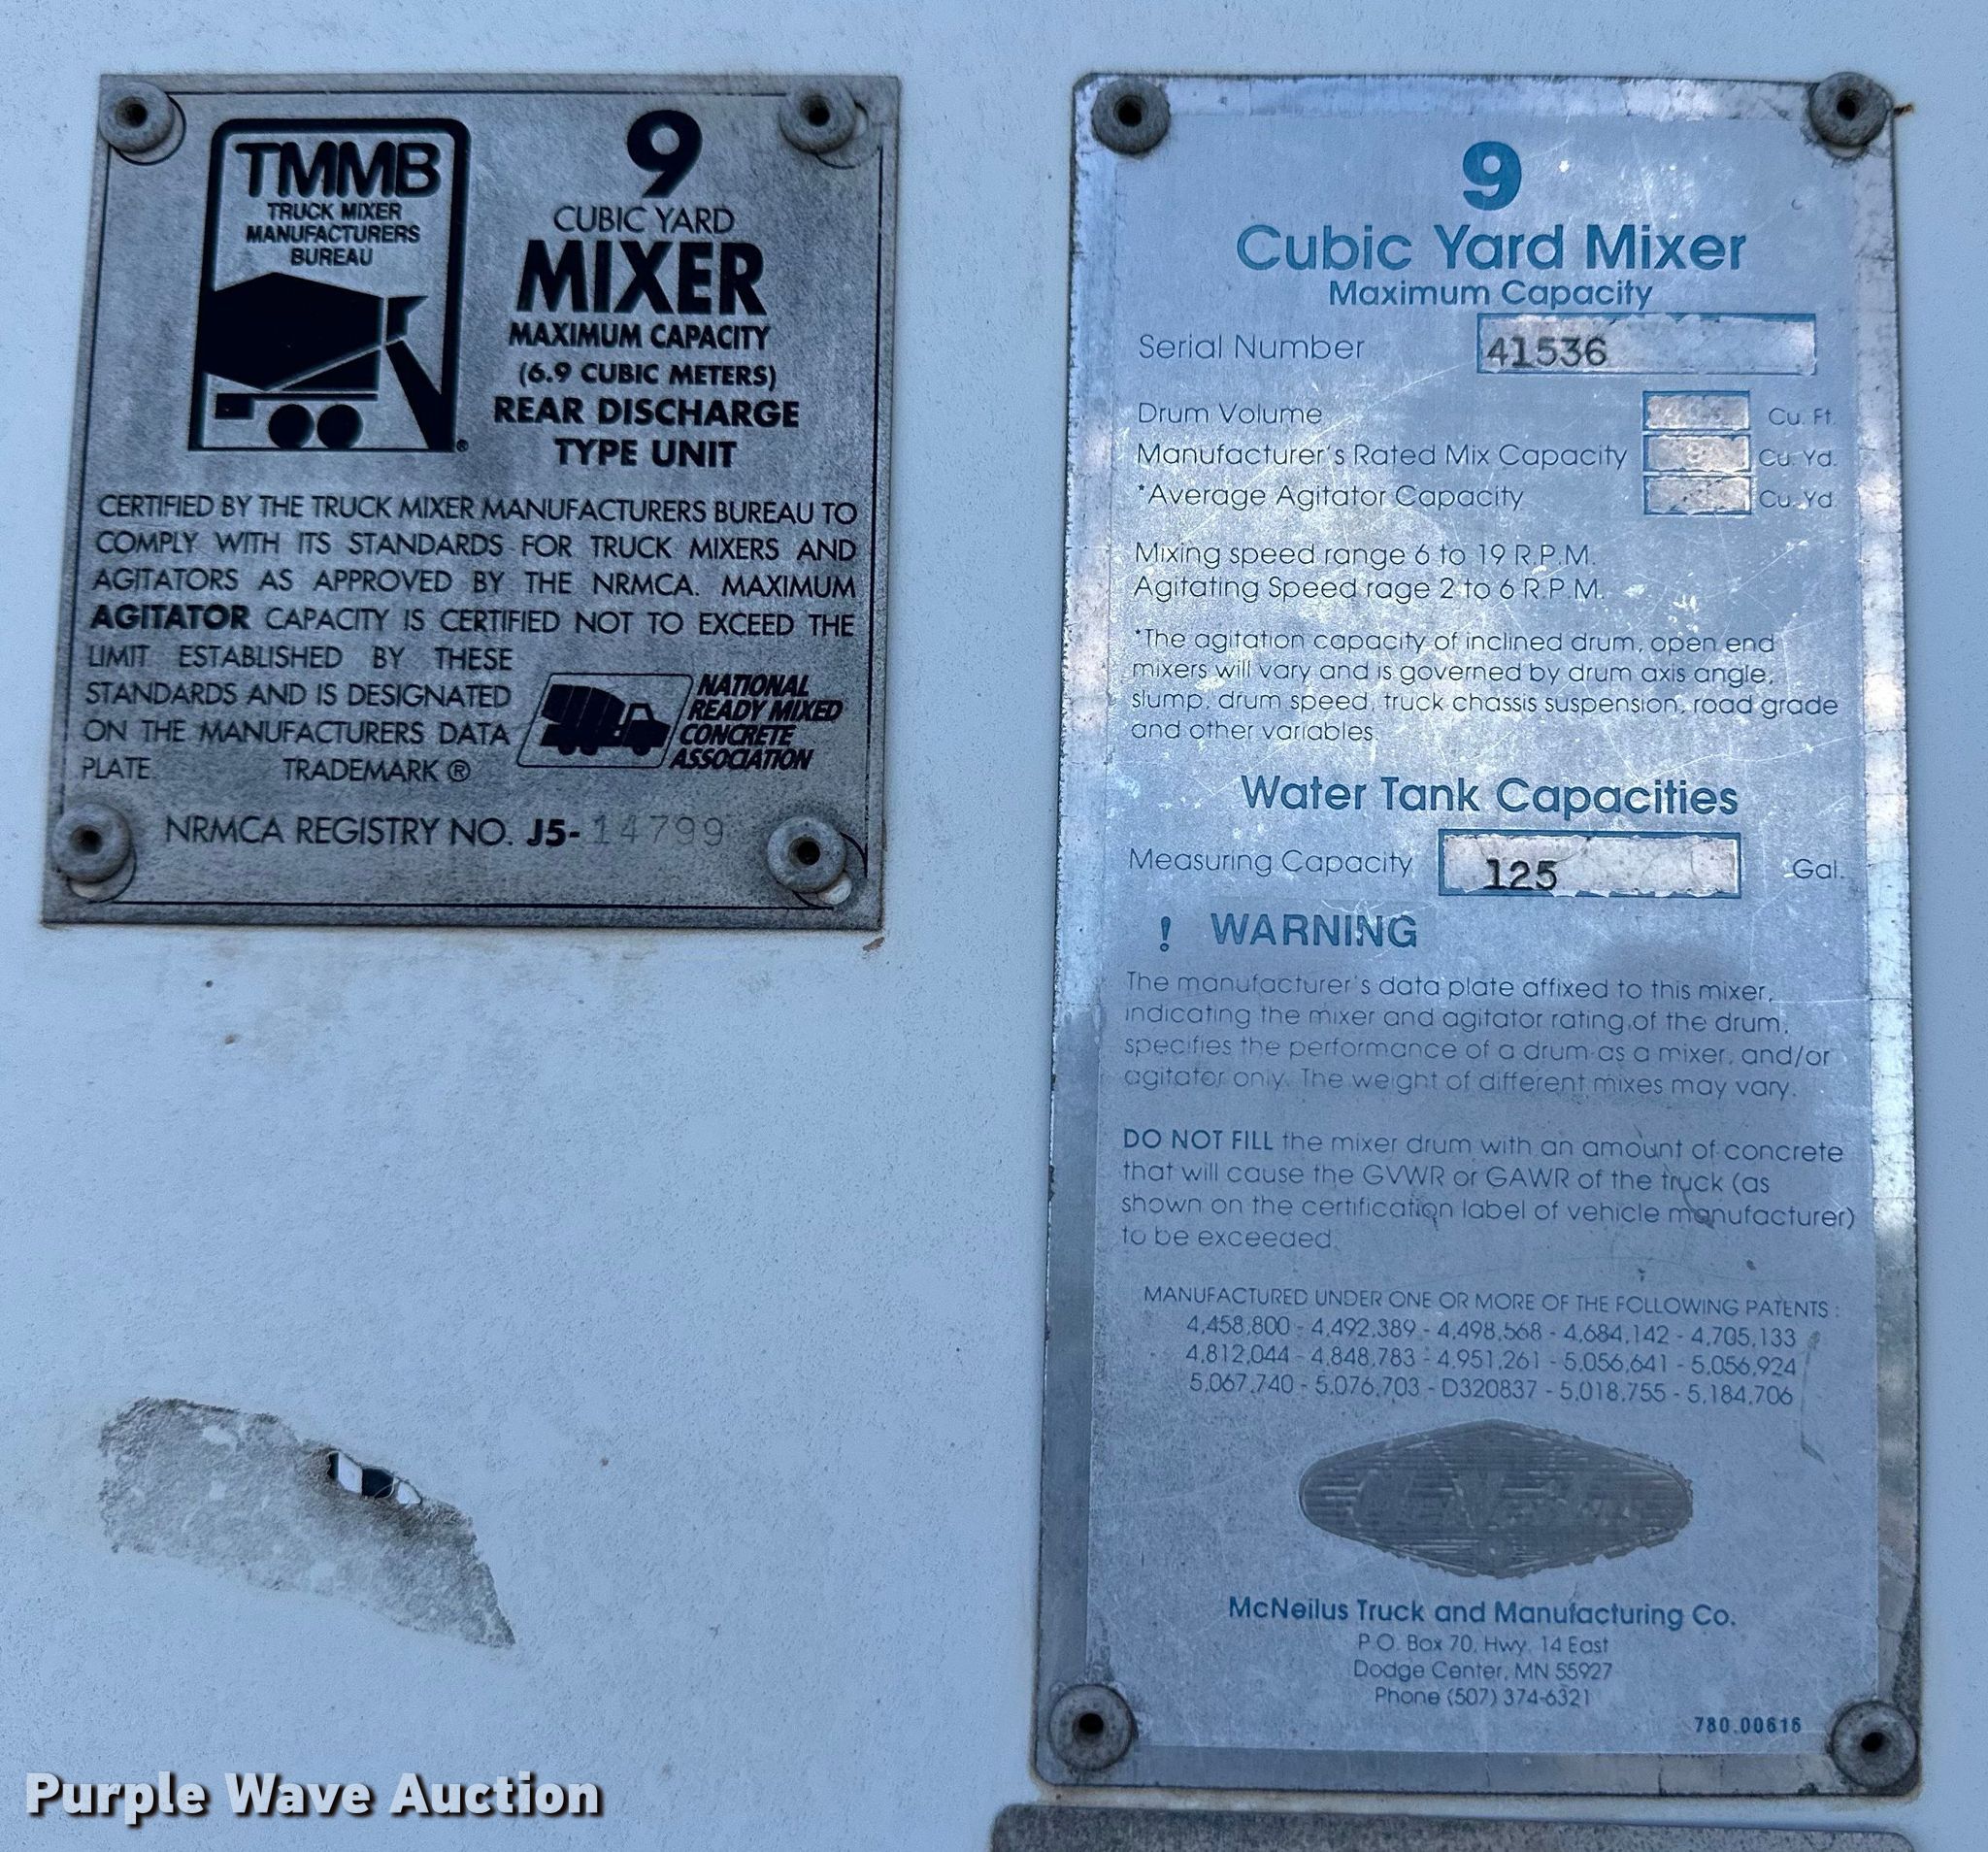 TMMB
TRUCK MIXER
MANUFACTURERS
BUREAU
®
9
CUBIC YARD
MIXER
MAXIMUM CAPACITY
(6.9 CUBIC METERS)
REAR DISCHARGE
TYPE UNIT
CERTIFIED BY THE TRUCK MIXER MANUFACTURERS BUREAU TO
COMPLY WITH ITS STANDARDS FOR TRUCK MIXERS AND
AGITATORS AS APPROVED BY THE NRMCA. MAXIMUM
AGITATOR CAPACITY IS CERTIFIED NOT TO EXCEED THE
LIMIT ESTABLISHED BY THESE
STANDARDS AND IS DESIGNATED
ON THE MANUFACTURERS DATA
PLATE. TRADEMARK ®
NATIONAL
READY MIXED
CONCRETE
ASSOCIATION
NRMCA REGISTRY NO. J5-14799
9
Cubic Yard Mixer
Maximum Capacity
Serial Number 41536
Drum Volume Cu. Ft.
Manufacturer's Rated Mix Capacity Cu. Yd.
*Average Agitator Capacity Cu. Yd.
Mixing speed range 6 to 19 R.P.M.
Agitating Speed rage 2 to 6 R.P.M.
*The agitation capacity of inclined drum, open end
mixers will vary and is governed by drum axis angle,
slump, drum speed, truck chassis suspension, road grade
and other variables.
Water Tank Capacities
Measuring Capacity 125 Gal.
! WARNING
The manufacturer's data plate affixed to this mixer,
indicating the mixer and agitator rating of the drum,
specifies the performance of a drum as a mixer, and/or
agitator only. The weight of different mixes may vary.
DO NOT FILL the mixer drum with an amount of concrete
that will cause the GVWR or GAWR of the truck (as
shown on the certification label of vehicle manufacturer)
to be exceeded.
MANUFACTURED UNDER ONE OR MORE OF THE FOLLOWING PATENTS :
4,458,800 - 4,492,389 - 4,498,568 - 4,684,142 - 4,705,133
4,812,044 - 4,848,783 - 4,951,261 - 5,056,641 - 5,056,924
5,067,740 - 5,076,703 - D320837 - 5,018,755 - 5,184,706
McNeilus Truck and Manufacturing Co.
P.O. Box 70, Hwy. 14 East
Dodge Center, MN 55927
Phone (507) 374-6321
780.00616
Purple Wave Auction